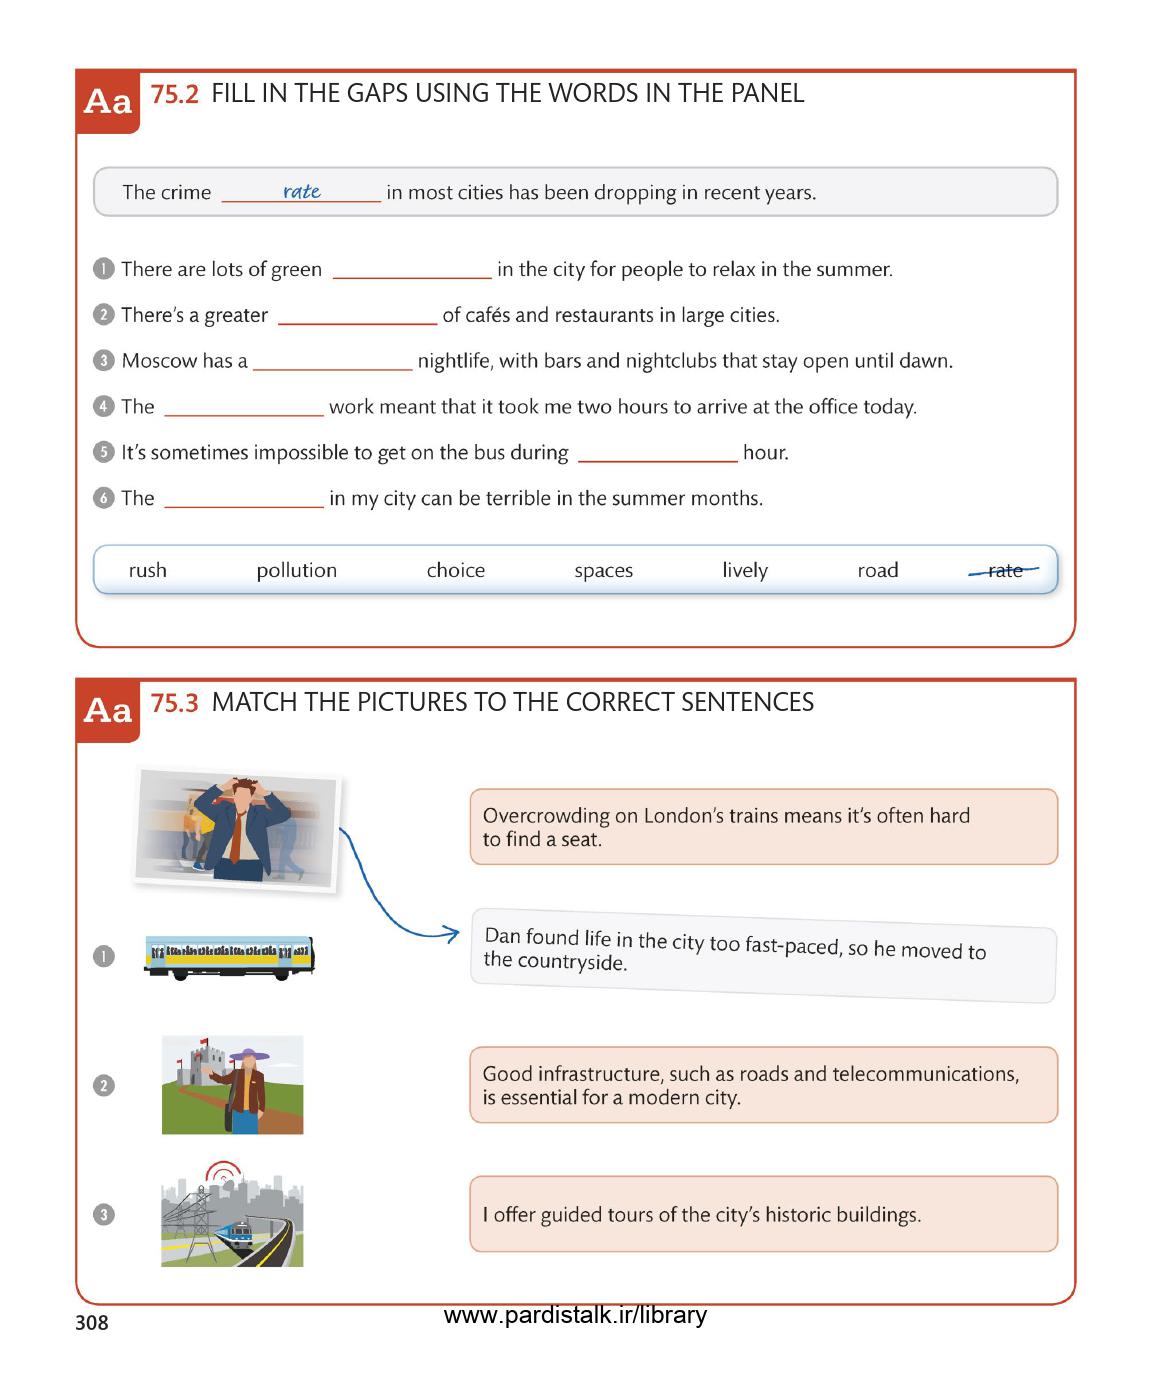 Aa 75.2 FILL IN THE GAPS USING THE WORDS IN THE PANEL
The crime rate in most cities has been dropping in recent years.
1 There are lots of green ____ in the city for people to relax in the summer.
2 There's a greater ____ of cafés and restaurants in large cities.
3 Moscow has a ____ nightlife, with bars and nightclubs that stay open until dawn.
4 The ____ work meant that it took me two hours to arrive at the office today.
5 It's sometimes impossible to get on the bus during ____ hour.
6 The ____ in my city can be terrible in the summer months.
rush pollution choice spaces lively road rate
Aa 75.3 MATCH THE PICTURES TO THE CORRECT SENTENCES
Overcrowding on London's trains means it's often hard
to find a seat.
Dan found life in the city too fast-paced, so he moved to
the countryside.
1
Good infrastructure, such as roads and telecommunications,
is essential for a modern city.
2
I offer guided tours of the city's historic buildings.
3
308
www.pardistalk.ir/library